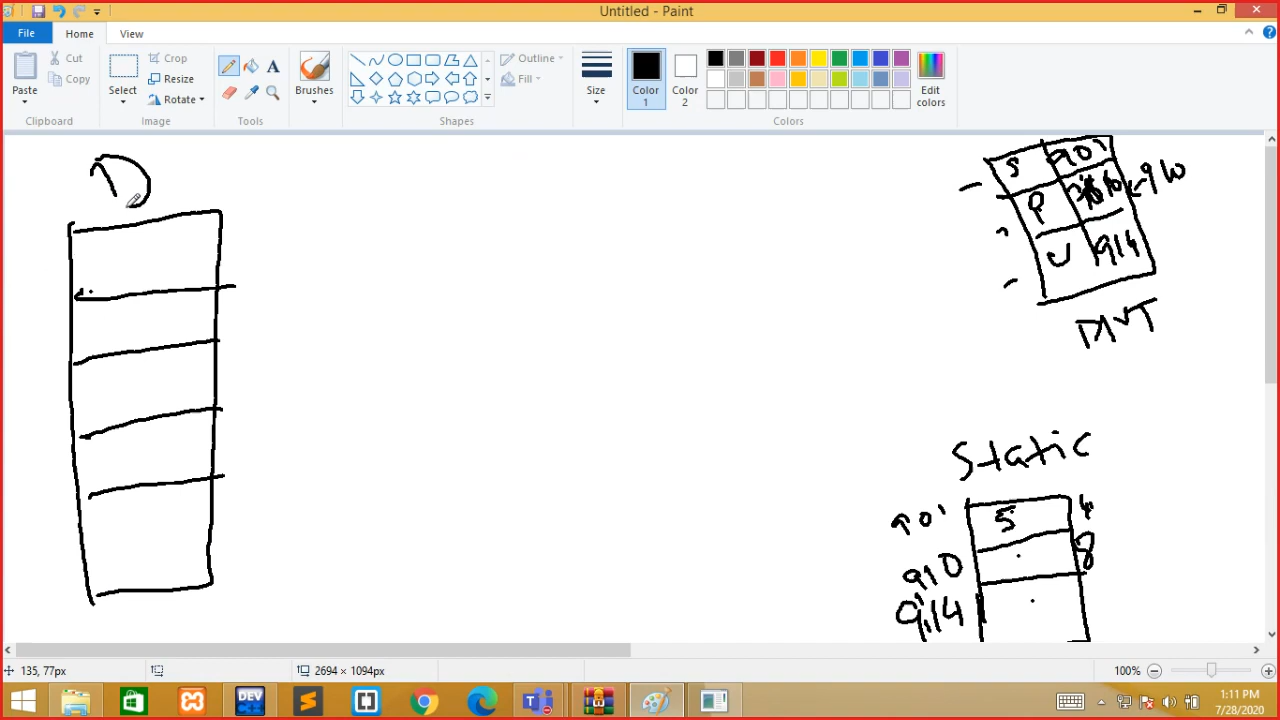 Untitled - Paint
File Home View
Cut
Copy
Paste
Clipboard
Crop
Resize
Rotate
Select
Image
A
Tools
Brushes
Outline
Fill
Shapes
Size
Color 1
Color 2
Edit colors
Colors
D
S 901
P 910
U 914
Static
901 5 4
910 8
914
135, 77px
2694 × 1094px
100%
DEV
1:11 PM
7/28/2020